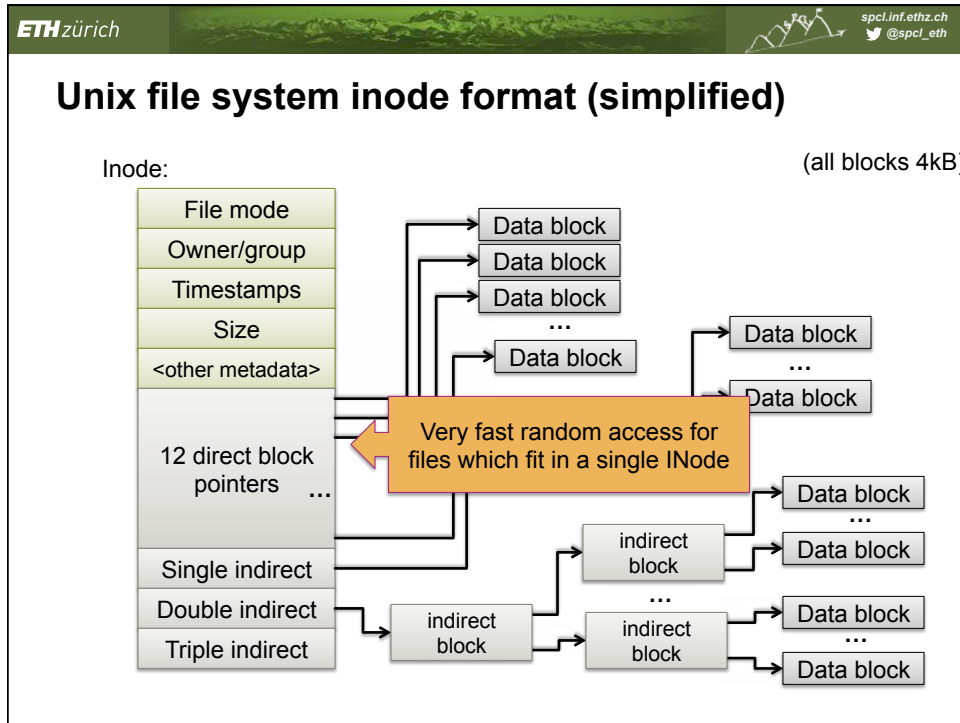 ETH zürich
spcl.inf.ethz.ch
@spcl_eth
Unix file system inode format (simplified)
Inode:
(all blocks 4kB)
File mode
Owner/group
Timestamps
Size
<other metadata>
12 direct block
pointers ...
Single indirect
Double indirect
Triple indirect
Data block
Data block
Data block
...
Data block
Data block
...
Data block
Very fast random access for
files which fit in a single INode
indirect
block
indirect
block
...
indirect
block
Data block
...
Data block
Data block
...
Data block